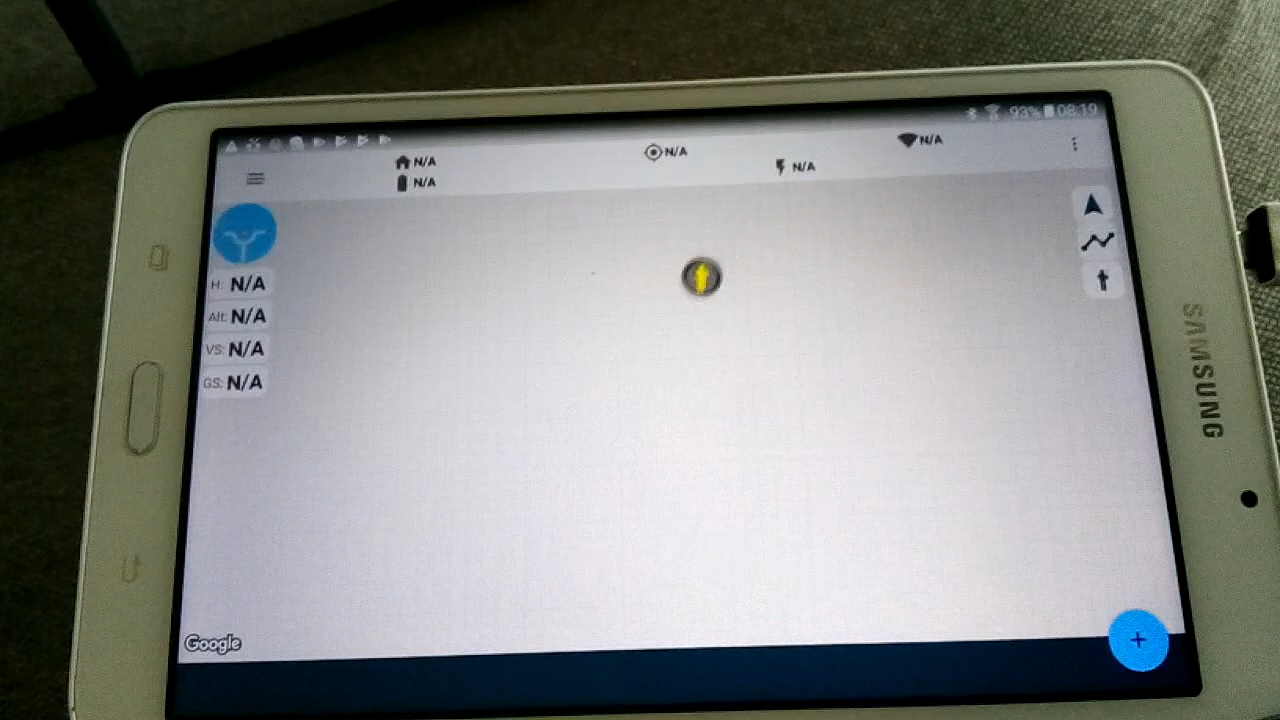 93% 08:19
N/A
N/A
N/A
N/A
N/A
H: N/A
Alt: N/A
VS: N/A
GS: N/A
SAMSUNG
Google
+